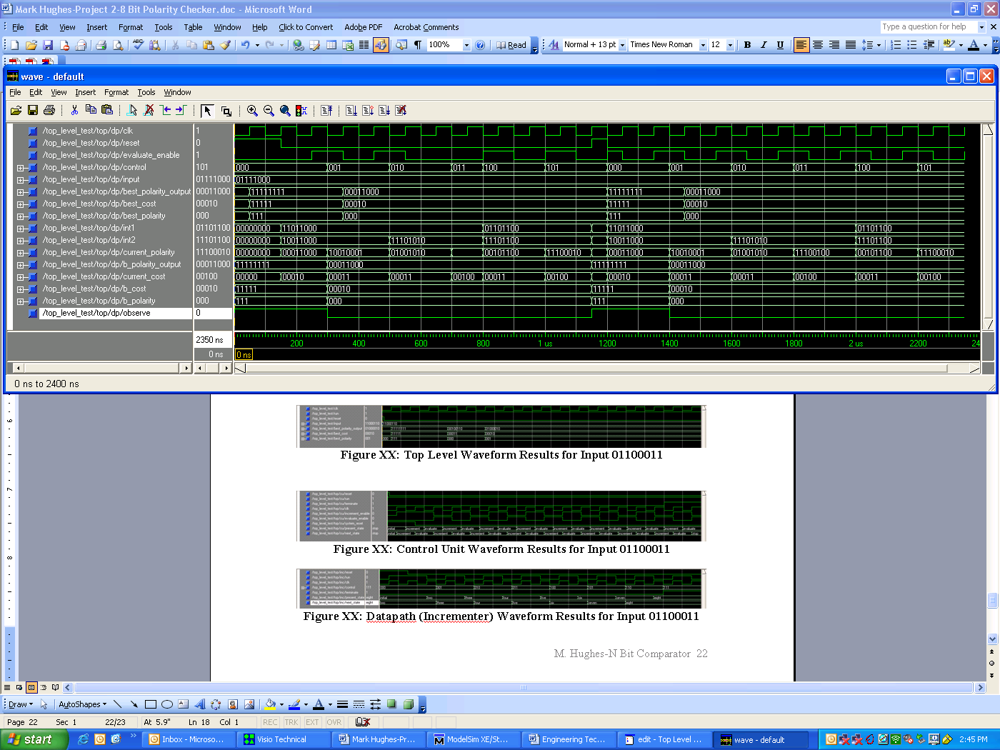 Mark Hughes-Project 2-8 Bit Polarity Checker.doc - Microsoft Word
File Edit View Insert Format Tools Table Window Help Click to Convert Adobe PDF Acrobat Comments
Type a question for help
100% Read Normal + 13 pt Times New Roman 12 B I U
wave - default
File Edit View Insert Format Tools Window
/top_level_test/top/dp/clk 1
/top_level_test/top/dp/reset 0
/top_level_test/top/dp/evaluate_enable 1
/top_level_test/top/dp/control 101 000 001 010 011 100 101 000 001 010 011 100 101
/top_level_test/top/dp/input 01111000 01111000
/top_level_test/top/dp/best_polarity_output 00011000 11111111 00011000 11111111 00011000
/top_level_test/top/dp/best_cost 00010 11111 00010 11111 00010
/top_level_test/top/dp/best_polarity 000 111 000 111 000
/top_level_test/top/dp/int1 01101100 00000000 11011000 01101100 11011000 01101100
/top_level_test/top/dp/int2 11101100 00000000 10011000 11101010 11101100 10011000 11101010 11101100
/top_level_test/top/dp/current_polarity 11100010 00000000 00011000 10010001 01001010 00101100 11100010 00011000 10010001 01001010 11100100 00101100 11100010
/top_level_test/top/dp/b_polarity_output 00011000 11111111 00011000 11111111 00011000
/top_level_test/top/dp/current_cost 00100 00000 00010 00011 00011 00100 00011 00100 00010 00011 00011 00100 00011 00100
/top_level_test/top/dp/b_cost 00010 11111 00010 11111 00010
/top_level_test/top/dp/b_polarity 000 111 000 111 000
/top_level_test/top/dp/observe 0
2350 ns 200 400 600 800 1 us 1200 1400 1600 1800 2 us 2200 24
0 ns 0 ns
0 ns to 2400 ns
Figure XX: Top Level Waveform Results for Input 01100011
Figure XX: Control Unit Waveform Results for Input 01100011
Figure XX: Datapath (Incrementer) Waveform Results for Input 01100011
M. Hughes-N Bit Comparator 22
6
7
8
Draw AutoShapes
Page 22 Sec 1 22/23 At 5.9" Ln 18 Col 1 REC TRK EXT OVR
start Inbox - Microso... Visio Technical Mark Hughes-Pr... ModelSim XE/St... Engineering Tec... edit - Top Level ... wave - default 2:45 PM